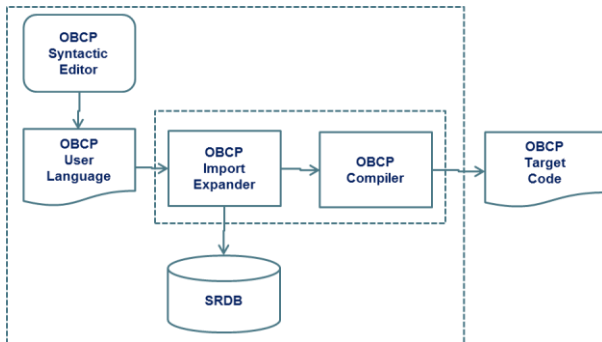 OBCP
Syntactic
Editor
OBCP
User
Language
OBCP
Import
Expander
OBCP
Compiler
OBCP
Target
Code
SRDB